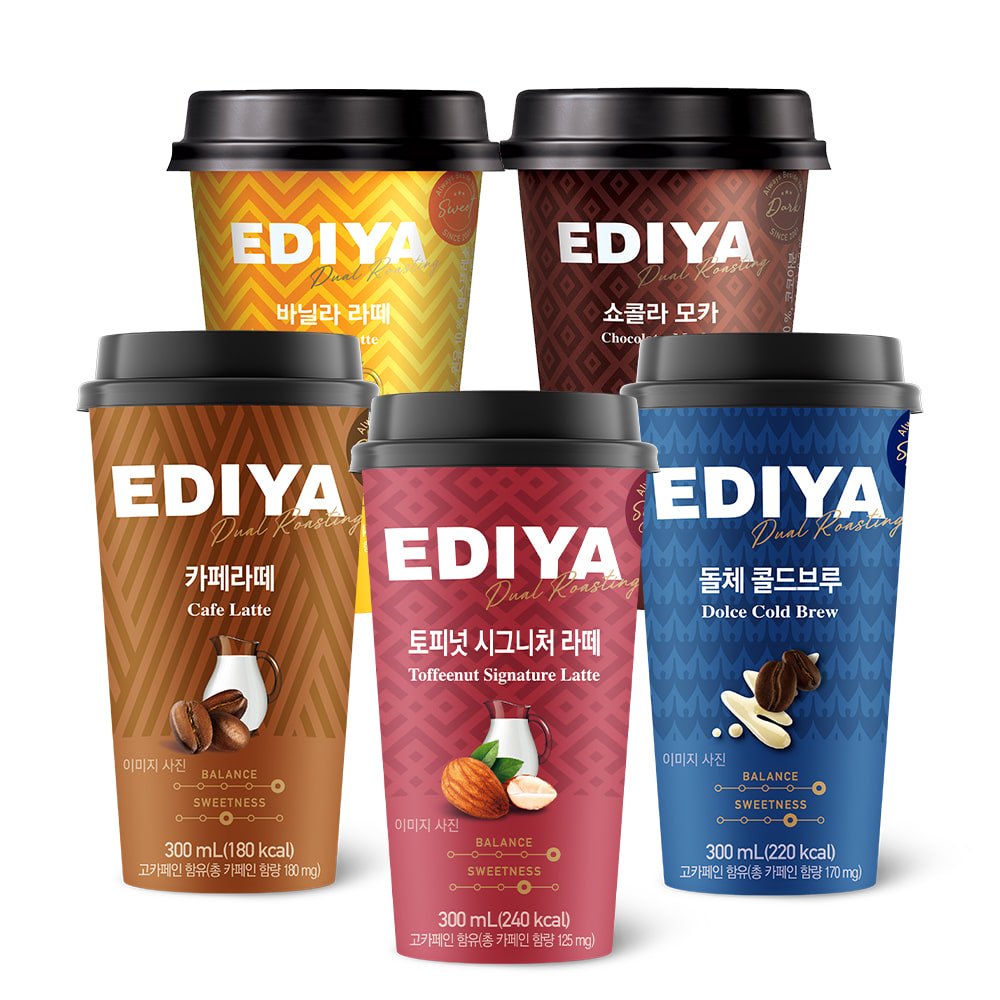 EDIYA
Dual Roasting
바닐라 라떼
Sweet
EDIYA
Dual Roasting
쇼콜라 모카
Always Beside
Dark
SINCE
EDIYA
Dual Roasting
카페라떼
Cafe Latte
이미지 사진
BALANCE
SWEETNESS
300 mL(180 kcal)
고카페인 함유(총 카페인 함량 180 mg)
EDIYA
Dual Roasting
토피넛 시그니처 라떼
Toffeenut Signature Latte
이미지 사진
BALANCE
SWEETNESS
300 mL(240 kcal)
고카페인 함유(총 카페인 함량 125 mg)
EDIYA
Dual Roasting
돌체 콜드브루
Dolce Cold Brew
이미지 사진
BALANCE
SWEETNESS
300 mL(220 kcal)
고카페인 함유(총 카페인 함량 170 mg)